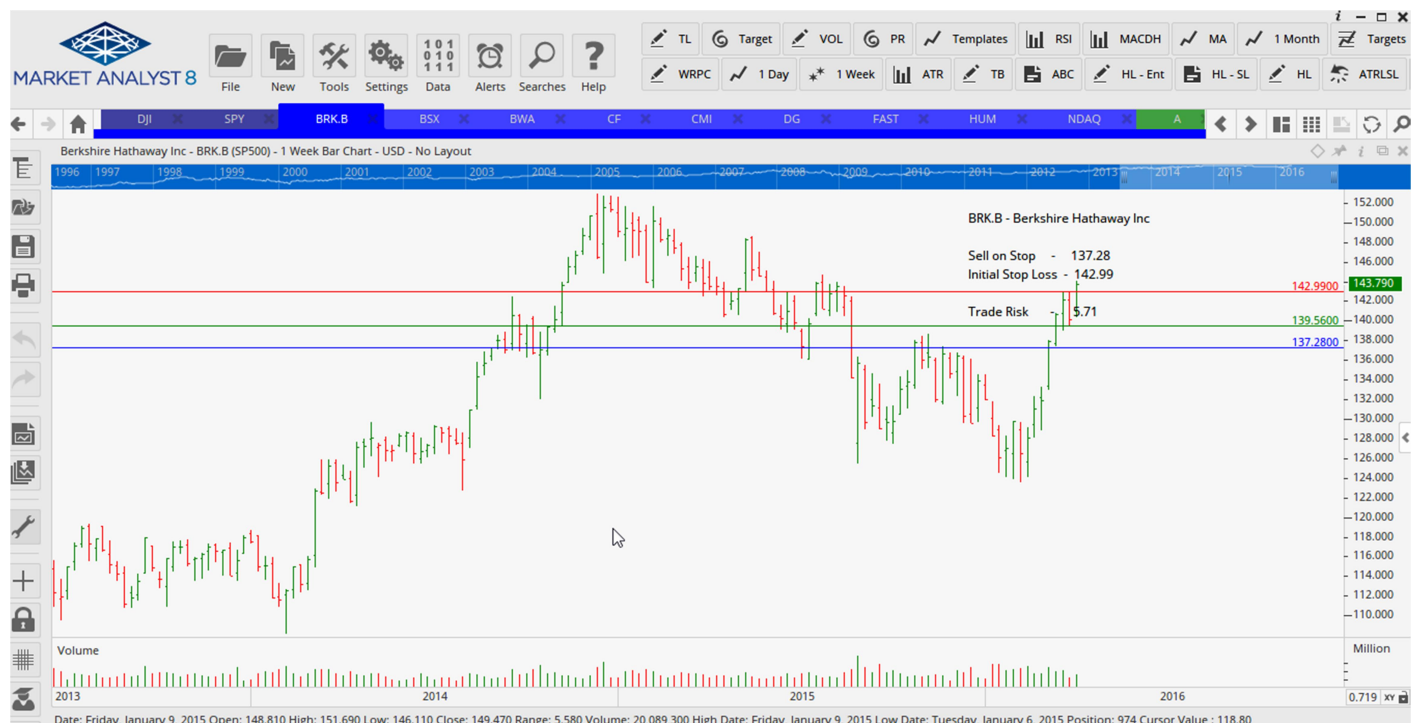 i
TL Target VOL PR Templates RSI MACDH MA 1 Month Targets
MARKET ANALYST 8
File New Tools Settings Data Alerts Searches Help
101
010
111
?
WRPC 1 Day 1 Week ATR TB ABC HL - Ent HL - SL HL ATRLSL
DJI SPY BRK.B BSX BWA CF CMI DG FAST HUM NDAQ A
Berkshire Hathaway Inc - BRK.B (SP500) - 1 Week Bar Chart - USD - No Layout
i
1996 1997 1998 1999 2000 2001 2002 2003 2004 2005 2006 2007 2008 2009 2010 2011 2012 2013 2014 2015 2016
BRK.B - Berkshire Hathaway Inc
Sell on Stop - 137.28
Initial Stop Loss - 142.99
Trade Risk - 5.71
142.9900
139.5600
137.2800
152.000
150.000
148.000
146.000
143.790
142.000
140.000
138.000
136.000
134.000
132.000
130.000
128.000
126.000
124.000
122.000
120.000
118.000
116.000
114.000
112.000
110.000
Volume
Million
2013 2014 2015 2016
0.719 XY
Date: Friday, January 9, 2015 Open: 148.810 High: 151.690 Low: 146.110 Close: 149.470 Range: 5.580 Volume: 20,089,300 High Date: Friday, January 9, 2015 Low Date: Tuesday, January 6, 2015 Position: 974 Cursor Value : 118.80